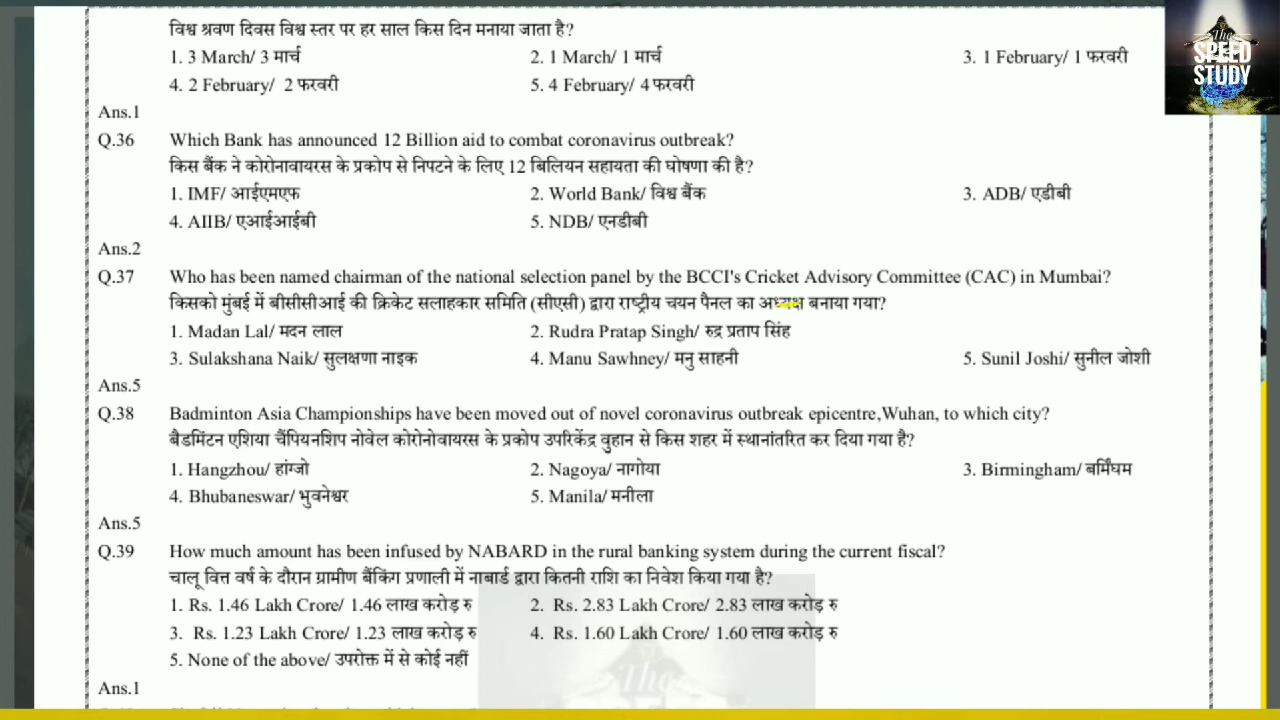 विश्व श्रवण दिवस विश्व स्तर पर हर साल किस दिन मनाया जाता है?
1. 3 March/ 3 मार्च 2. 1 March/ 1 मार्च 3. 1 February/ 1 फरवरी
4. 2 February/ 2 फरवरी 5. 4 February/ 4 फरवरी
Ans.1
Q.36 Which Bank has announced 12 Billion aid to combat coronavirus outbreak?
किस बैंक ने कोरोनावायरस के प्रकोप से निपटने के लिए 12 बिलियन सहायता की घोषणा की है?
1. IMF/ आईएमएफ 2. World Bank/ विश्व बैंक 3. ADB/ एडीबी
4. AIIB/ एआईआईबी 5. NDB/ एनडीबी
Ans.2
Q.37 Who has been named chairman of the national selection panel by the BCCI's Cricket Advisory Committee (CAC) in Mumbai?
किसको मुंबई में बीसीसीआई की क्रिकेट सलाहकार समिति (सीएसी) द्वारा राष्ट्रीय चयन पैनल का अध्यक्ष बनाया गया?
1. Madan Lal/ मदन लाल 2. Rudra Pratap Singh/ रुद्र प्रताप सिंह
3. Sulakshana Naik/ सुलक्षणा नाइक 4. Manu Sawhney/ मनु साहनी 5. Sunil Joshi/ सुनील जोशी
Ans.5
Q.38 Badminton Asia Championships have been moved out of novel coronavirus outbreak epicentre,Wuhan, to which city?
बैडमिंटन एशिया चैंपियनशिप नोवेल कोरोनोवायरस के प्रकोप उपरिकेंद्र वुहान से किस शहर में स्थानांतरित कर दिया गया है?
1. Hangzhou/ हांग्जो 2. Nagoya/ नागोया 3. Birmingham/ बर्मिंघम
4. Bhubaneswar/ भुवनेश्वर 5. Manila/ मनीला
Ans.5
Q.39 How much amount has been infused by NABARD in the rural banking system during the current fiscal?
चालू वित्त वर्ष के दौरान ग्रामीण बैंकिंग प्रणाली में नाबार्ड द्वारा कितनी राशि का निवेश किया गया है?
1. Rs. 1.46 Lakh Crore/ 1.46 लाख करोड़ रु 2. Rs. 2.83 Lakh Crore/ 2.83 लाख करोड़ रु
3. Rs. 1.23 Lakh Crore/ 1.23 लाख करोड़ रु 4. Rs. 1.60 Lakh Crore/ 1.60 लाख करोड़ रु
5. None of the above/ उपरोक्त में से कोई नहीं
Ans.1
The
SPEED
STUDY
The